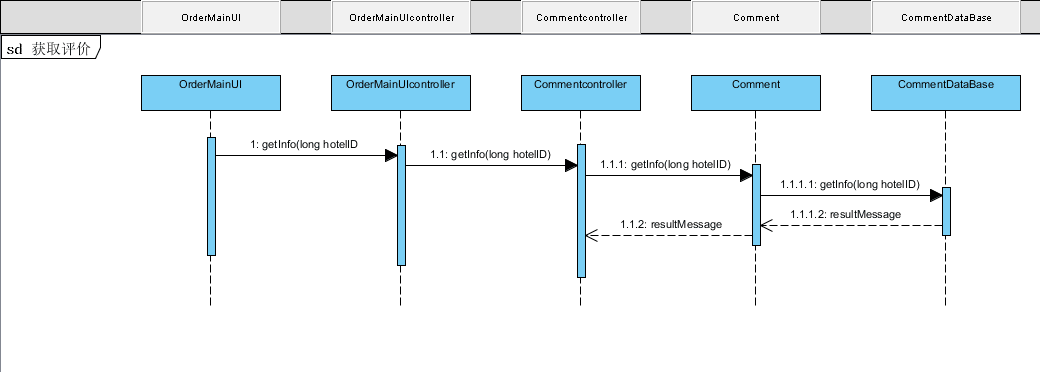 OrderMainUI OrderMainUIcontroller Commentcontroller Comment CommentDataBase
sd 获取评价
OrderMainUI OrderMainUIcontroller Commentcontroller Comment CommentDataBase
1: getInfo(long hotelID
1.1: getInfo(long hotelID)
1.1.1: getInfo(long hotelID)
1.1.1.1: getInfo(long hotelID)
1.1.1.2: resultMessage
1.1.2: resultMessage